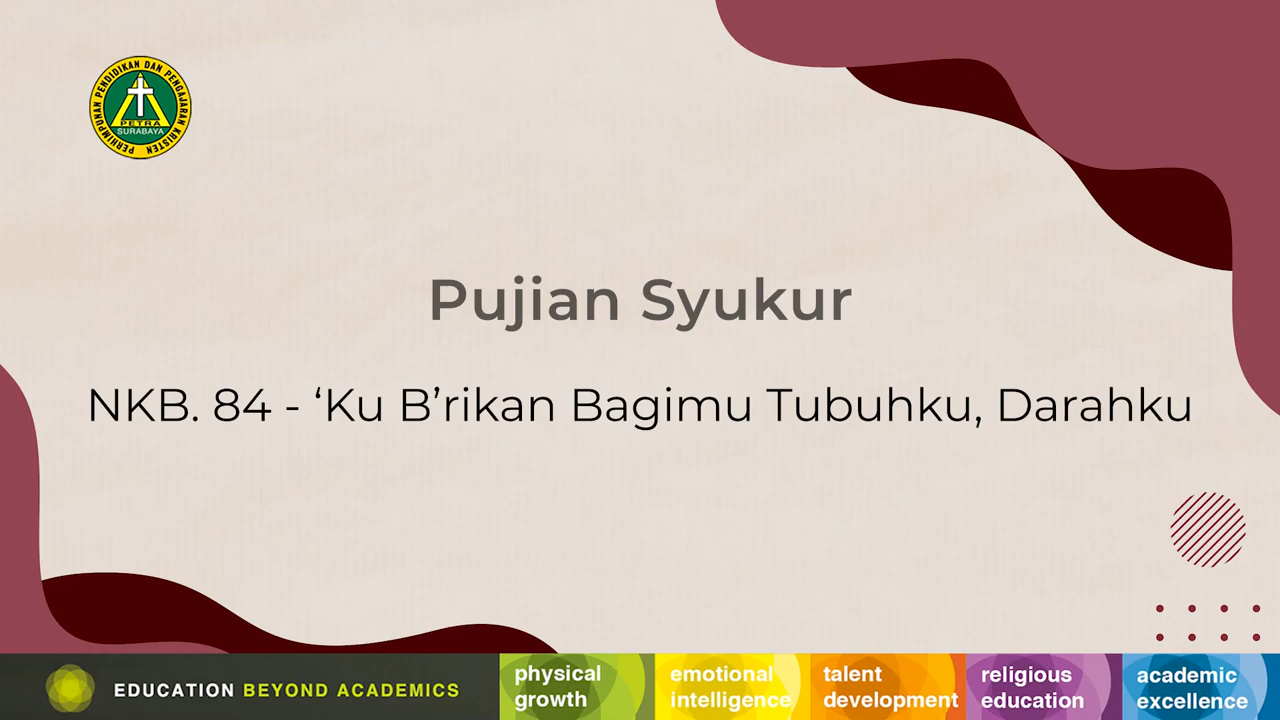 PERHIMPUNAN PENDIDIKAN DAN PENGAJARAN KRISTEN
PETRA
SURABAYA
Pujian Syukur
NKB. 84 - ‘Ku B’rikan Bagimu Tubuhku, Darahku
EDUCATION BEYOND ACADEMICS
physical
growth
emotional
intelligence
talent
development
religious
education
academic
excellence